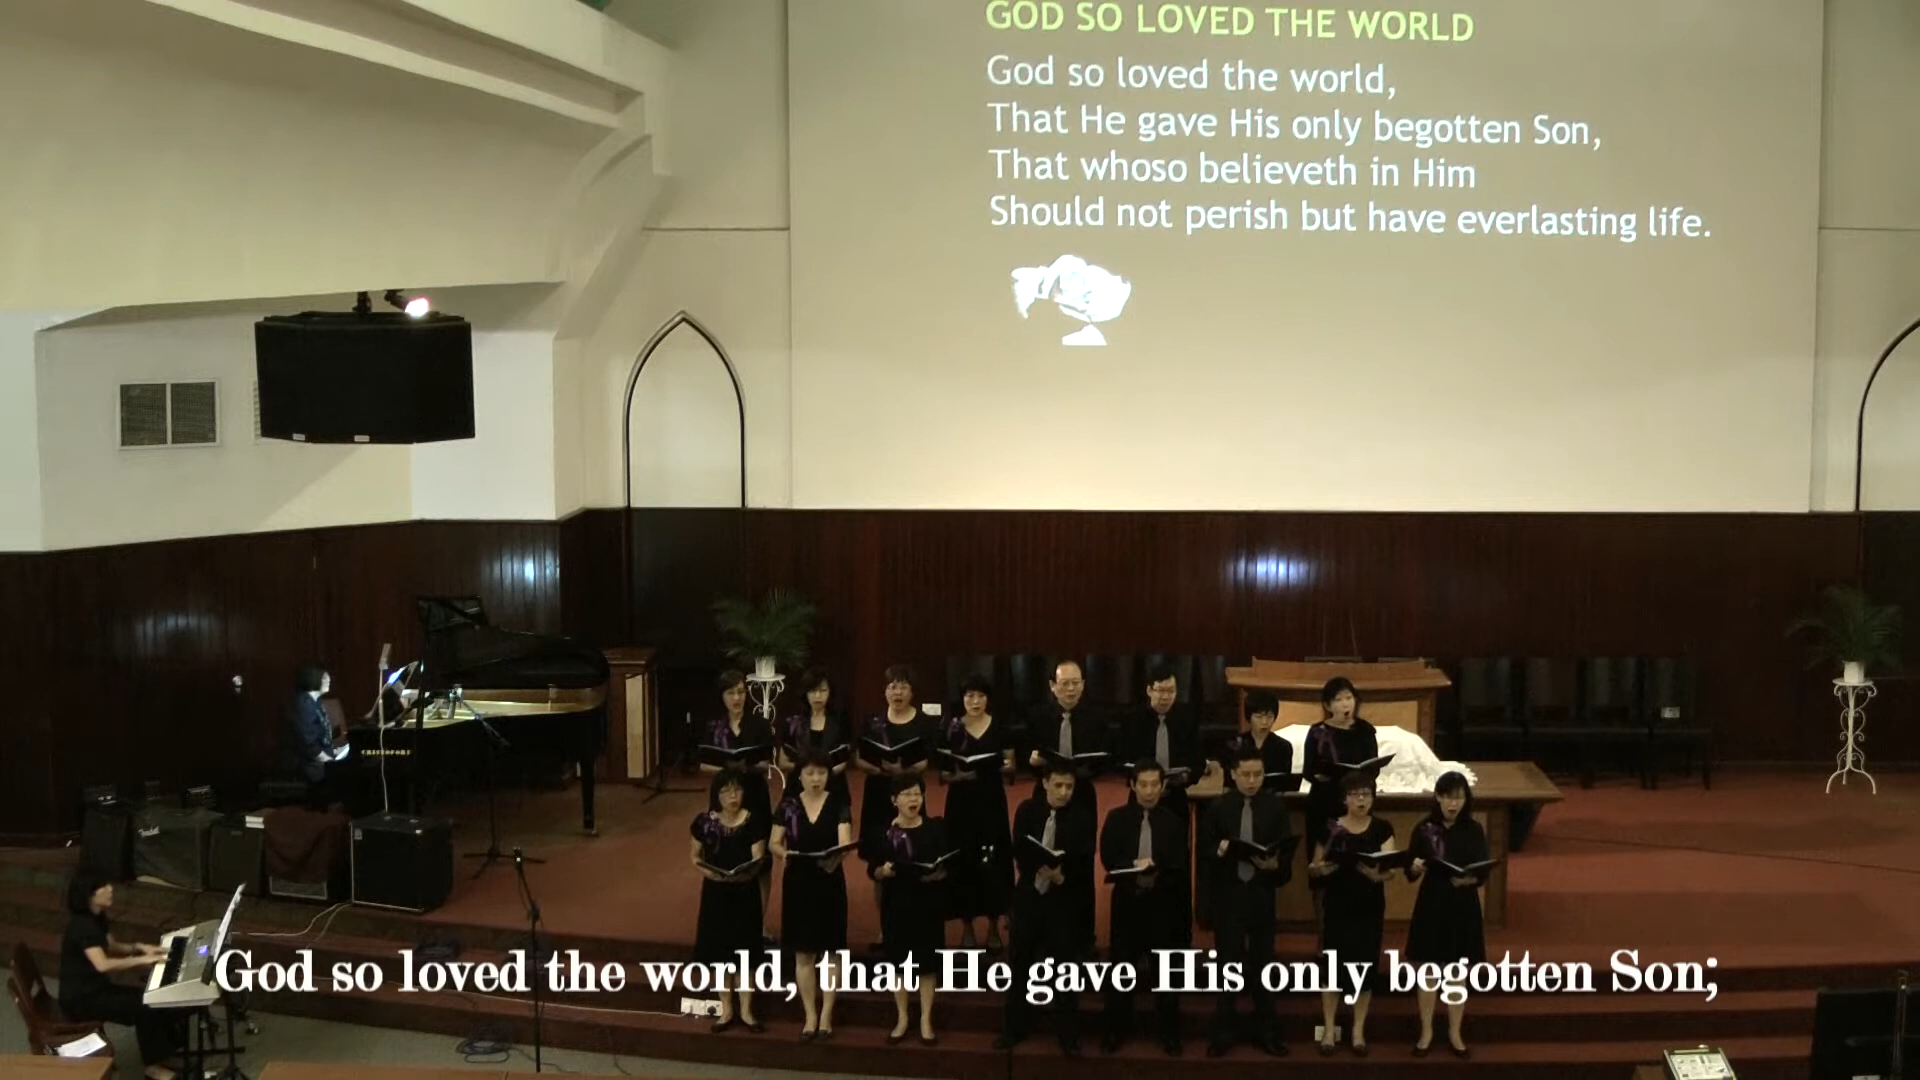 GOD SO LOVED THE WORLD
God so loved the world,
That He gave His only begotten Son,
That whoso believeth in Him
Should not perish but have everlasting life.
CRISTOFORI
God so loved the world, that He gave His only begotten Son;